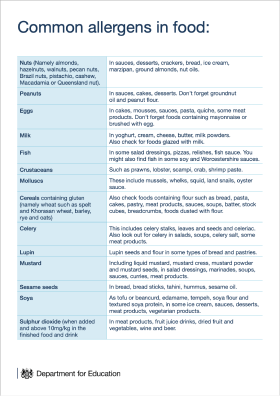 Common allergens in food:
Nuts (Namely almonds,
hazelnuts, walnuts, pecan nuts,
Brazil nuts, pistachio, cashew,
Macadamia or Queensland nut).
In sauces, desserts, crackers, bread, ice cream,
marzipan, ground almonds, nut oils.
Peanuts
In sauces, cakes, desserts. Don't forget groundnut
oil and peanut flour.
Eggs
In cakes, mousses, sauces, pasta, quiche, some meat
products. Don't forget foods containing mayonnaise or
brushed with egg.
Milk
In yoghurt, cream, cheese, butter, milk powders.
Also check for foods glazed with milk.
Fish
In some salad dressings, pizzas, relishes, fish sauce. You
might also find fish in some soy and Worcestershire sauces.
Crustaceans
Such as prawns, lobster, scampi, crab, shrimp paste.
Molluscs
These include mussels, whelks, squid, land snails, oyster
sauce.
Cereals containing gluten
(namely wheat such as spelt
and Khorasan wheat, barley,
rye and oats)
Also check foods containing flour such as bread, pasta,
cakes, pastry, meat products, sauces, soups, batter, stock
cubes, breadcrumbs, foods dusted with flour.
Celery
This includes celery stalks, leaves and seeds and celeriac.
Also look out for celery in salads, soups, celery salt, some
meat products.
Lupin
Lupin seeds and flour in some types of bread and pastries.
Mustard
Including liquid mustard, mustard cress, mustard powder
and mustard seeds, in salad dressings, marinades, soups,
sauces, curries, meat products.
Sesame seeds
In bread, bread sticks, tahini, hummus, sesame oil.
Soya
As tofu or beancurd, edamame, tempeh, soya flour and
textured soya protein, in some ice cream, sauces, desserts,
meat products, vegetarian products.
Sulphur dioxide (when added
and above 10mg/kg in the
finished food and drink
In meat products, fruit juice drinks, dried fruit and
vegetables, wine and beer.
Department for Education